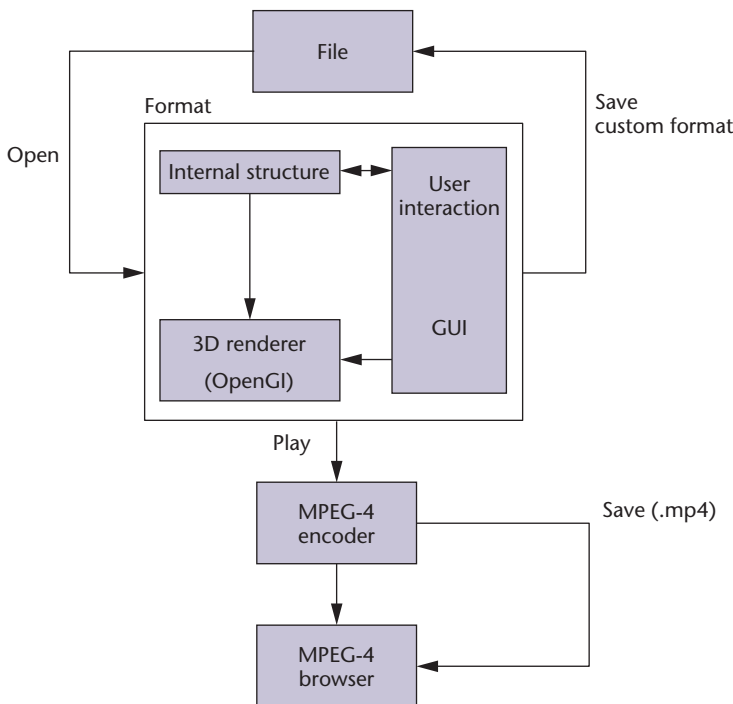 File
Format
Save
custom format
Open
Internal structure
User
interaction
GUI
3D renderer
(OpenGI)
Play
MPEG-4
encoder
Save (.mp4)
MPEG-4
browser